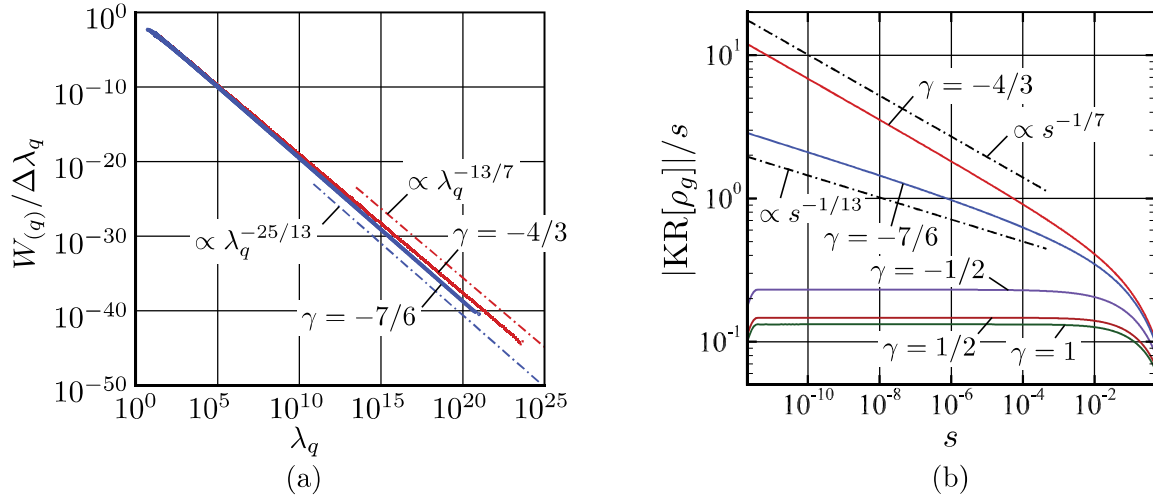 W_(q)/Δλ_q
10^0
10^-10
10^-20
10^-30
10^-40
10^-50
∝ λ_q^-13/7
∝ λ_q^-25/13
γ = −4/3
γ = −7/6
10^0 10^5 10^10 10^15 10^20 10^25
λ_q
(a)
|KR[ρ_g]|/s
10^1
10^0
10^-1
γ = −4/3
∝ s^-1/7
∝ s^-1/13
γ = −7/6
γ = −1/2
γ = 1/2
γ = 1
10^-10 10^-8 10^-6 10^-4 10^-2
s
(b)